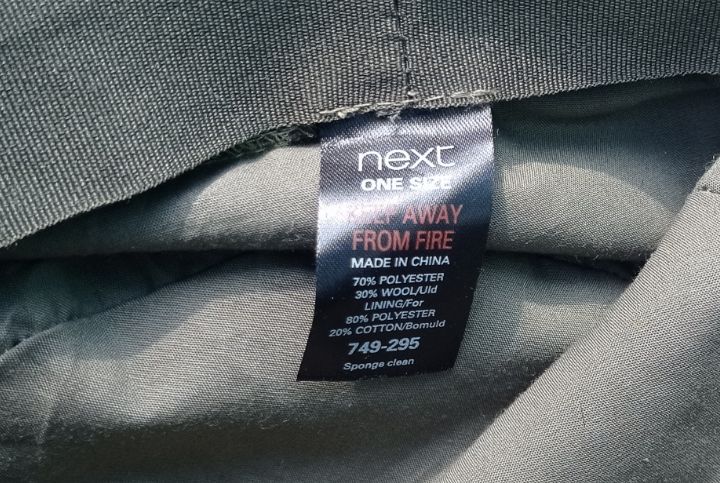 next
ONE SIZE
KEEP AWAY
FROM FIRE
MADE IN CHINA
70% POLYESTER
30% WOOL/Uld
LINING/For
80% POLYESTER
20% COTTON/Bomuld
749-295
Sponge clean